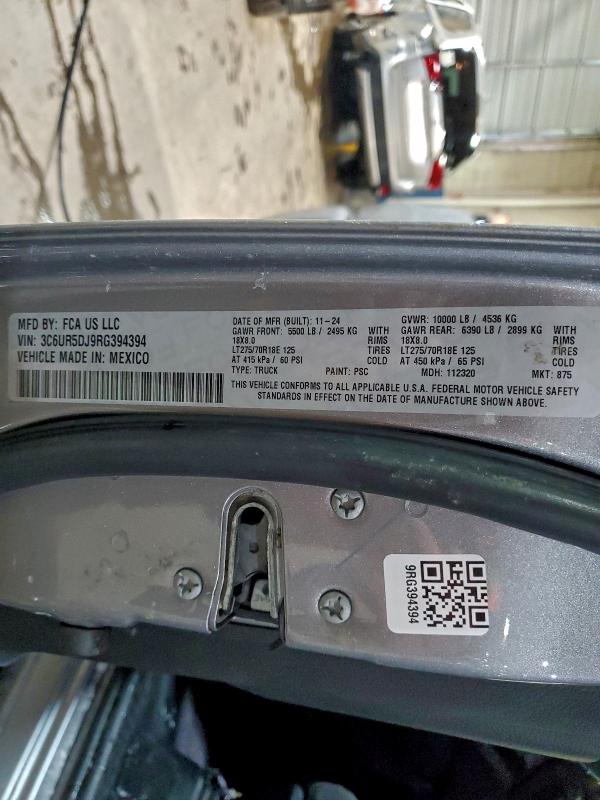 MFD BY: FCA US LLC
VIN: 3C6UR5DJ9RG394394
VEHICLE MADE IN: MEXICO
DATE OF MFR (BUILT): 11-24
GAWR FRONT: 5500 LB / 2495 KG WITH
18X8.0 RIMS
LT275/70R18E 125 TIRES
AT 415 kPa / 60 PSI COLD
TYPE: TRUCK PAINT: PSC
GVWR: 10000 LB / 4536 KG
GAWR REAR: 6390 LB / 2899 KG WITH
18X8.0 RIMS
LT275/70R18E 125 TIRES
AT 450 kPa / 65 PSI COLD
MDH: 112320 MKT: 875
THIS VEHICLE CONFORMS TO ALL APPLICABLE U.S.A. FEDERAL MOTOR VEHICLE SAFETY
STANDARDS IN EFFECT ON THE DATE OF MANUFACTURE SHOWN ABOVE.
9RG394394